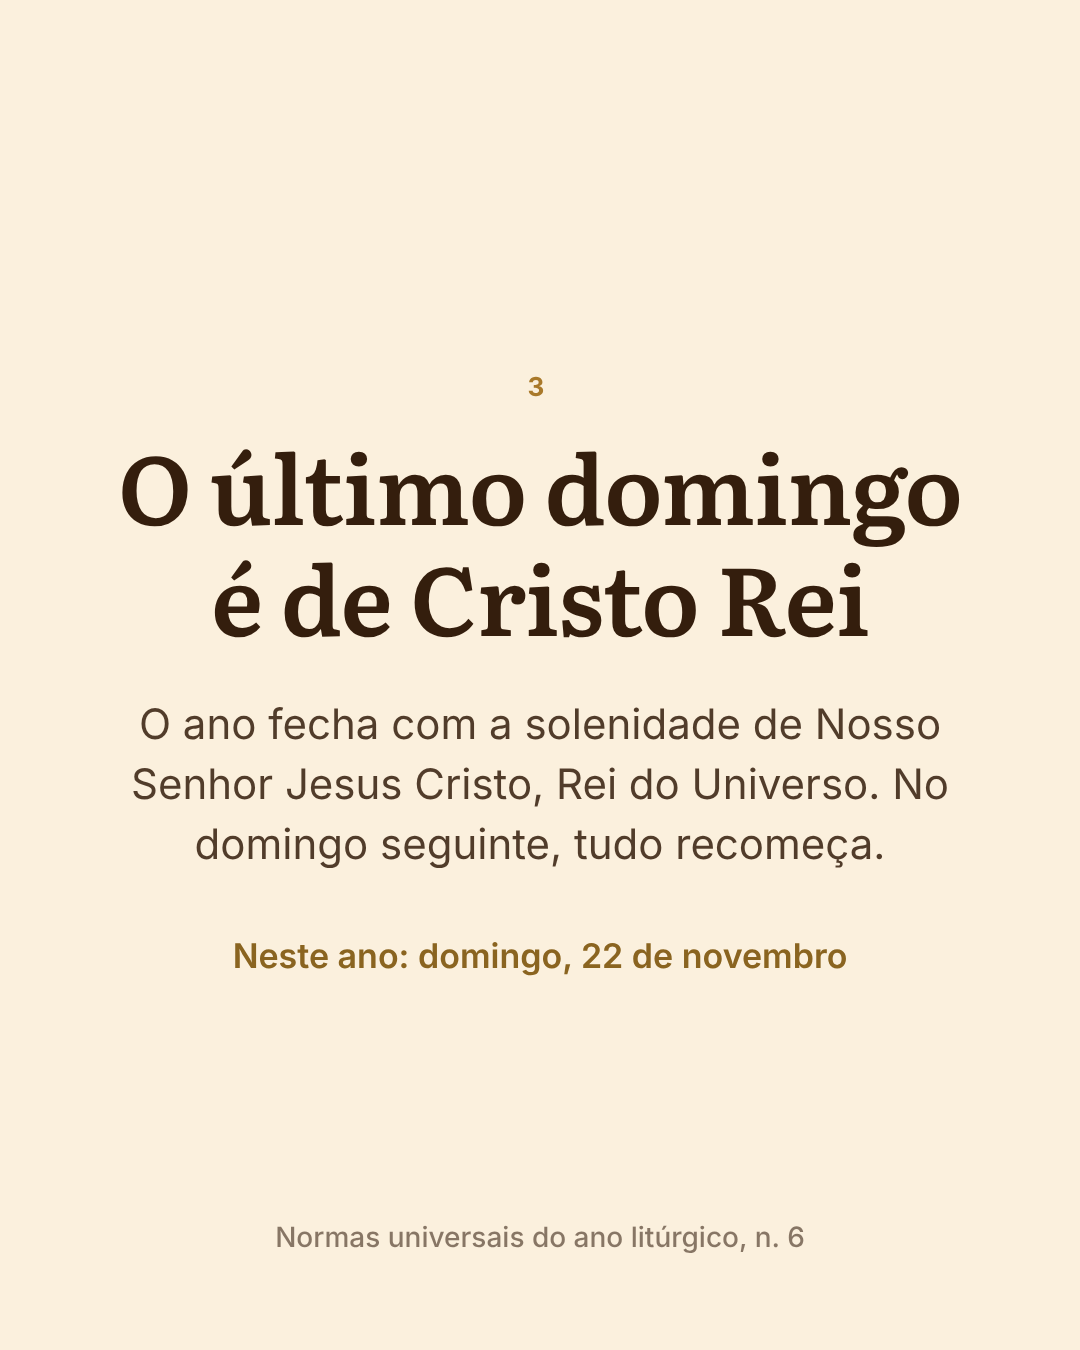 3
O último domingo
é de Cristo Rei
O ano fecha com a solenidade de Nosso
Senhor Jesus Cristo, Rei do Universo. No
domingo seguinte, tudo recomeça.
Neste ano: domingo, 22 de novembro
Normas universais do ano litúrgico, n. 6